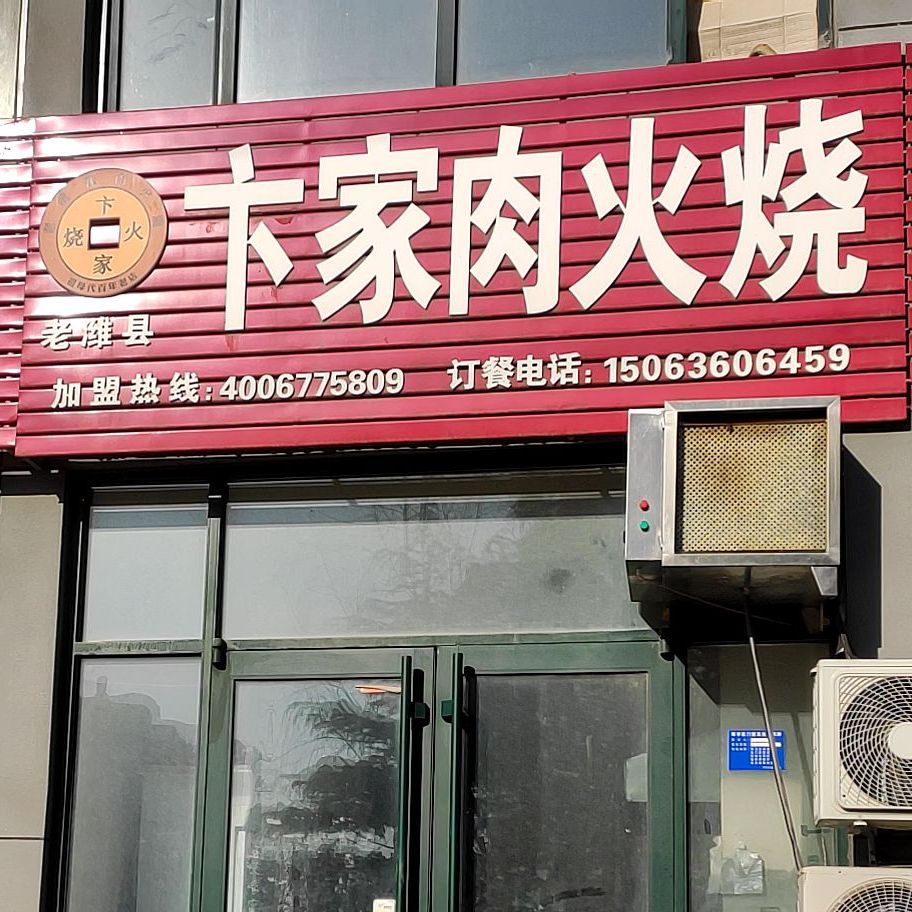 卞家肉火烧
卞
烧 火
家
老潍县
加盟热线:4006775809
订餐电话:15063606459